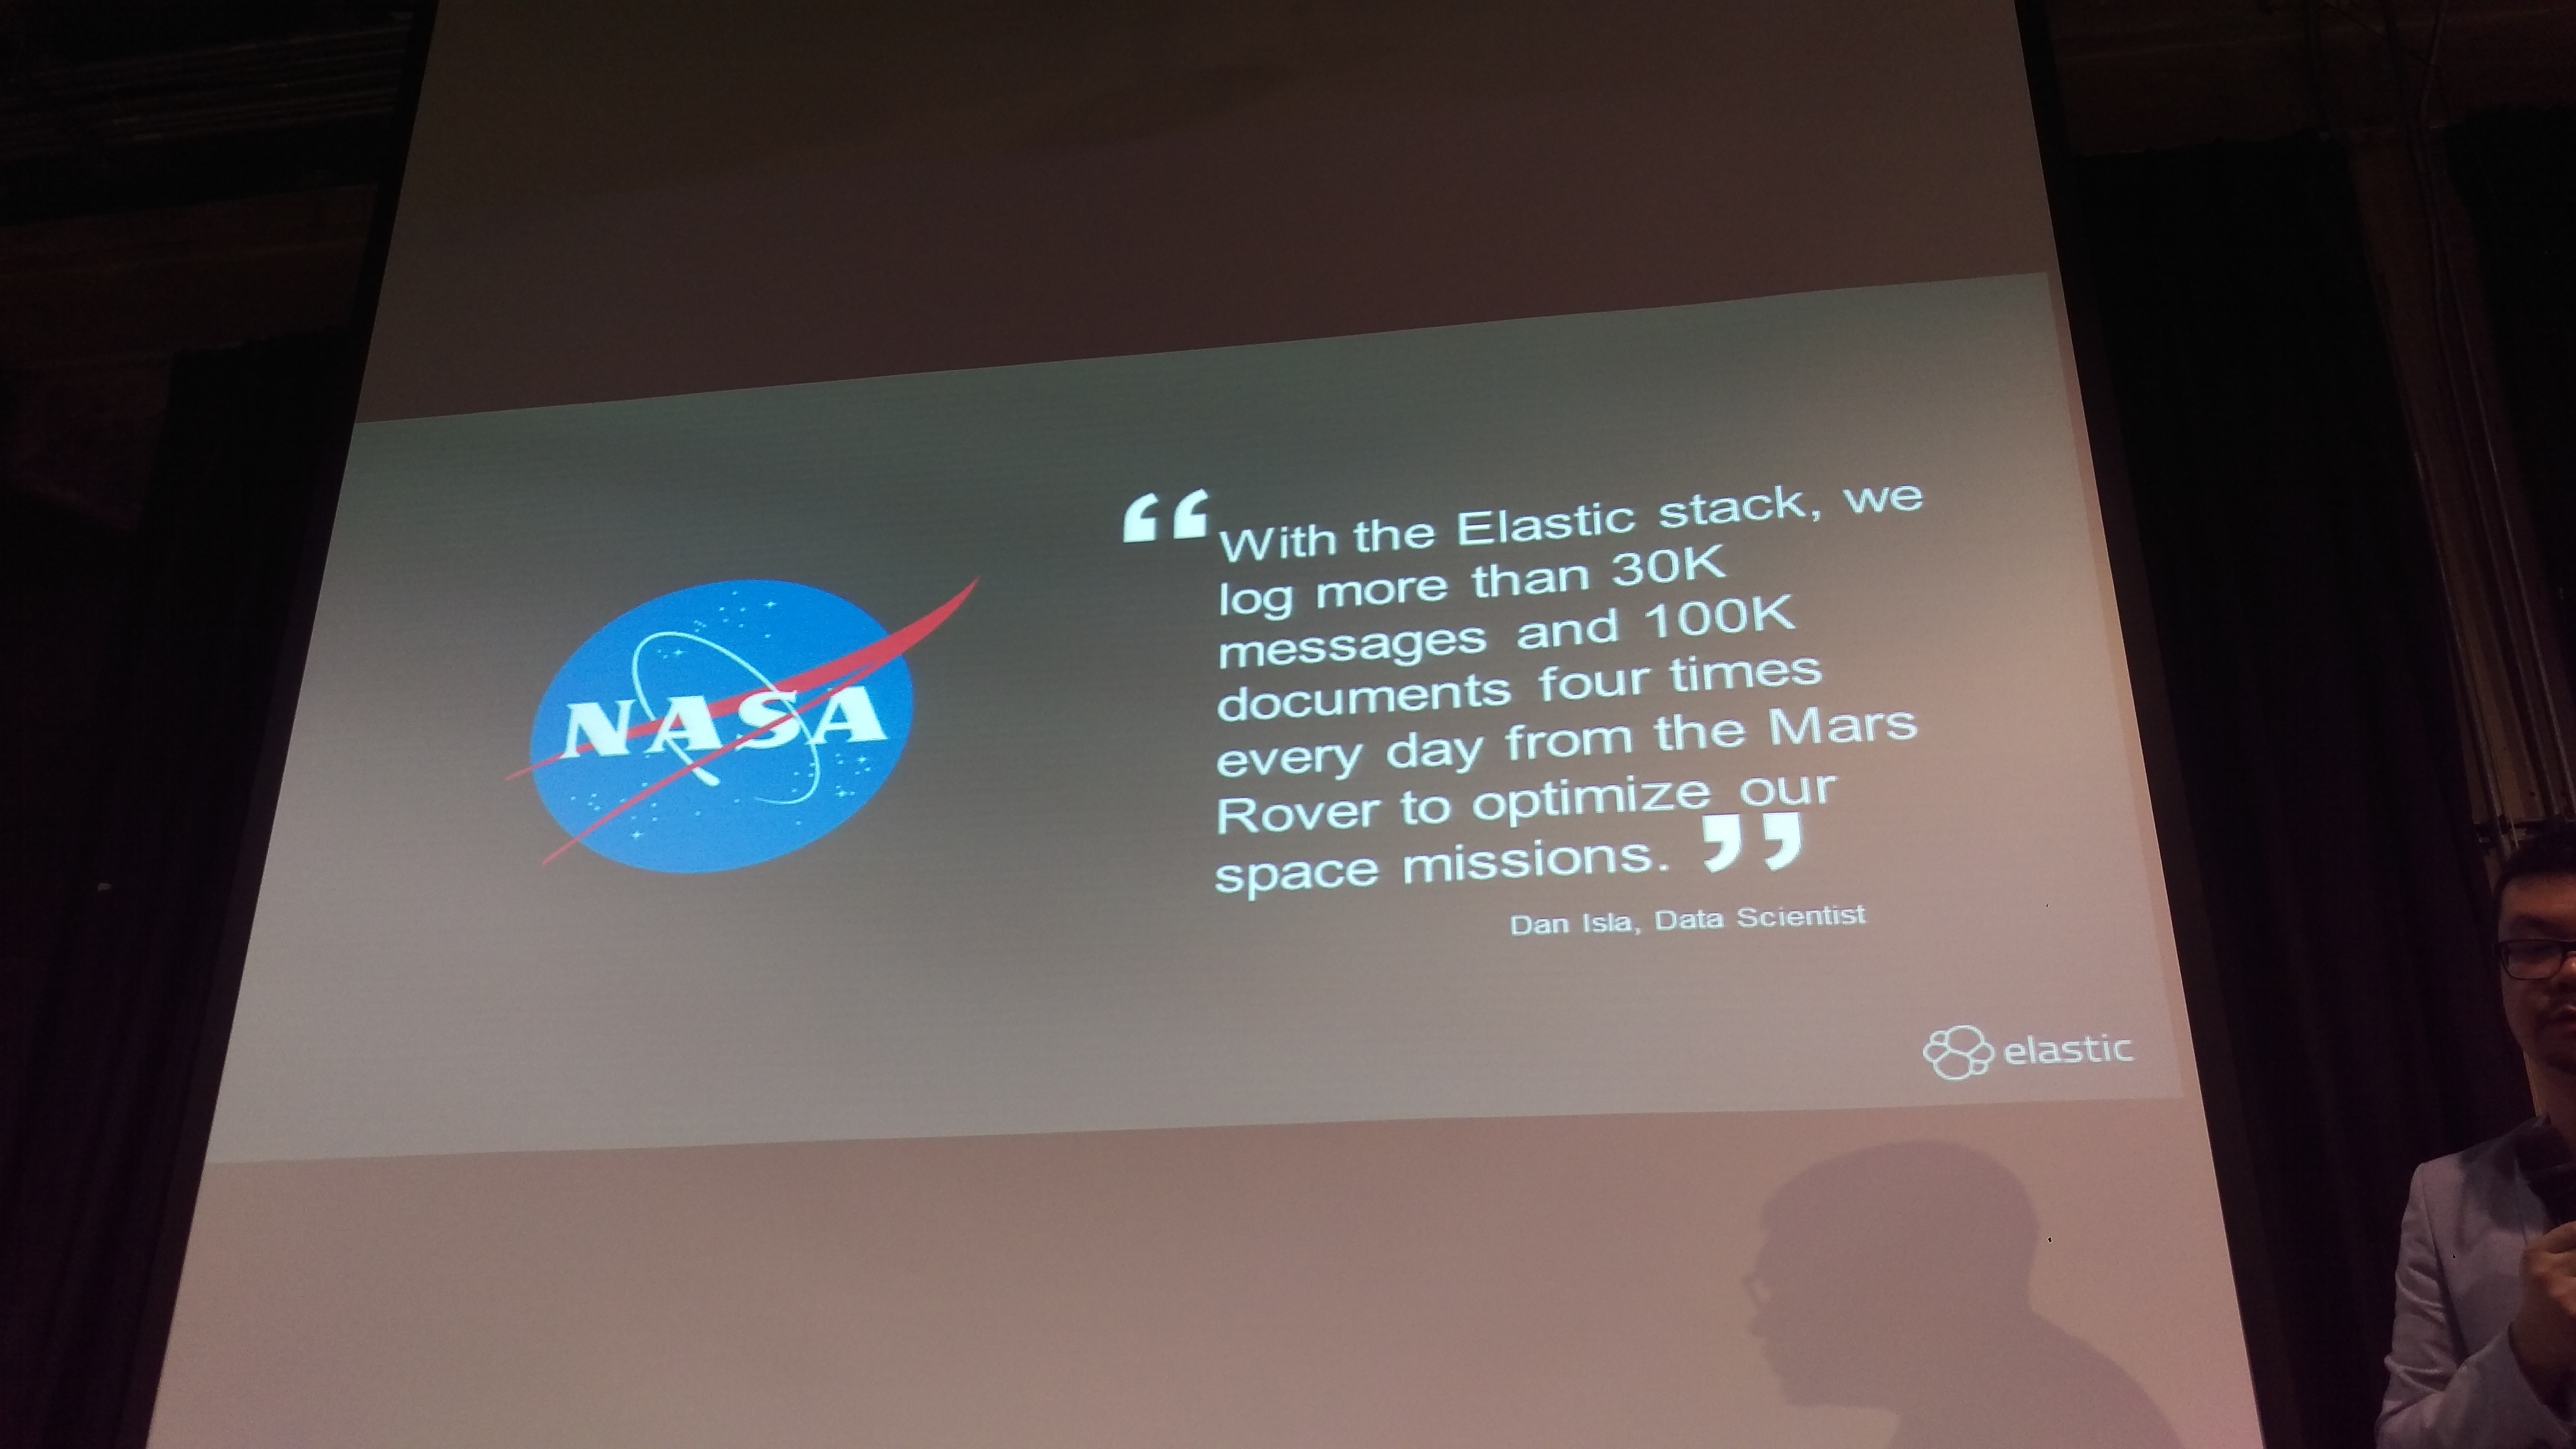 NASA
“With the Elastic stack, we
log more than 30K
messages and 100K
documents four times
every day from the Mars
Rover to optimize our
space missions.”
Dan Isla, Data Scientist
elastic